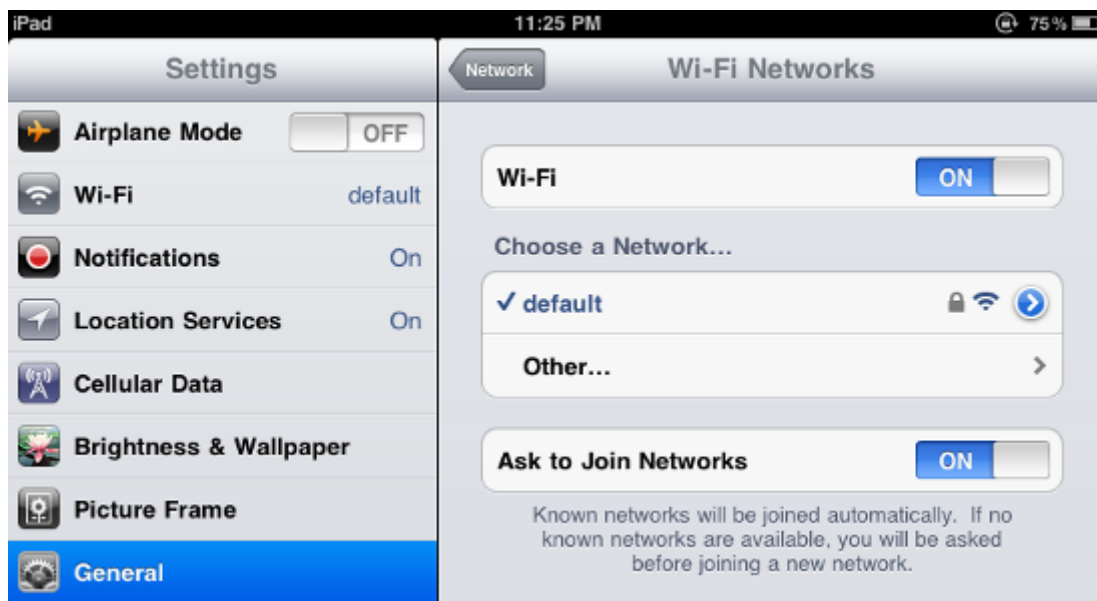 iPad
11:25 PM
75%
Settings
Airplane Mode OFF
Wi-Fi default
Notifications On
Location Services On
Cellular Data
Brightness & Wallpaper
Picture Frame
General
Network
Wi-Fi Networks
Wi-Fi ON
Choose a Network...
default
Other...
Ask to Join Networks ON
Known networks will be joined automatically. If no
known networks are available, you will be asked
before joining a new network.